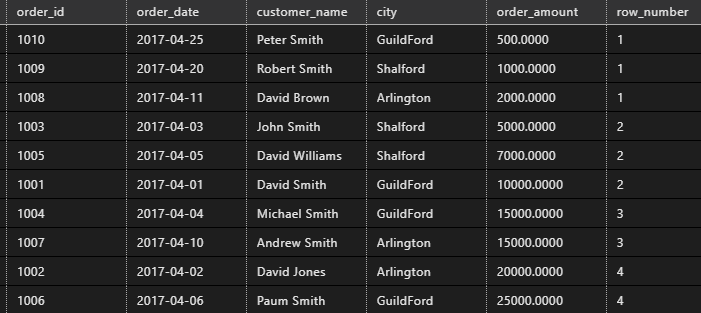 order_id order_date customer_name city order_amount row_number
1010 2017-04-25 Peter Smith GuildFord 500.0000 1
1009 2017-04-20 Robert Smith Shalford 1000.0000 1
1008 2017-04-11 David Brown Arlington 2000.0000 1
1003 2017-04-03 John Smith Shalford 5000.0000 2
1005 2017-04-05 David Williams Shalford 7000.0000 2
1001 2017-04-01 David Smith GuildFord 10000.0000 2
1004 2017-04-04 Michael Smith GuildFord 15000.0000 3
1007 2017-04-10 Andrew Smith Arlington 15000.0000 3
1002 2017-04-02 David Jones Arlington 20000.0000 4
1006 2017-04-06 Paum Smith GuildFord 25000.0000 4